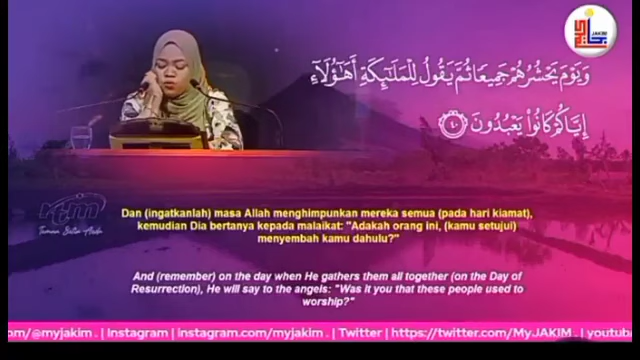 JAKIM
وَيَوْمَ يَحْشُرُهُمْ جَمِيعًا ثُمَّ يَقُولُ لِلْمَلَٰٓئِكَةِ أَهَٰٓؤُلَآءِ
إِيَّاكُمْ كَانُوا۟ يَعْبُدُونَ ٤٠
Dan (ingatkanlah) masa Allah menghimpunkan mereka semua (pada hari kiamat),
kemudian Dia bertanya kepada malaikat: "Adakah orang ini, (kamu setujui)
menyembah kamu dahulu?"
And (remember) on the day when He gathers them all together (on the Day of
Resurrection), He will say to the angels: "Was it you that these people used to
worship?"
om/@myjakim . | Instagram | instagram.com/myjakim . | Twitter | https://twitter.com/MyJAKIM . | youtub